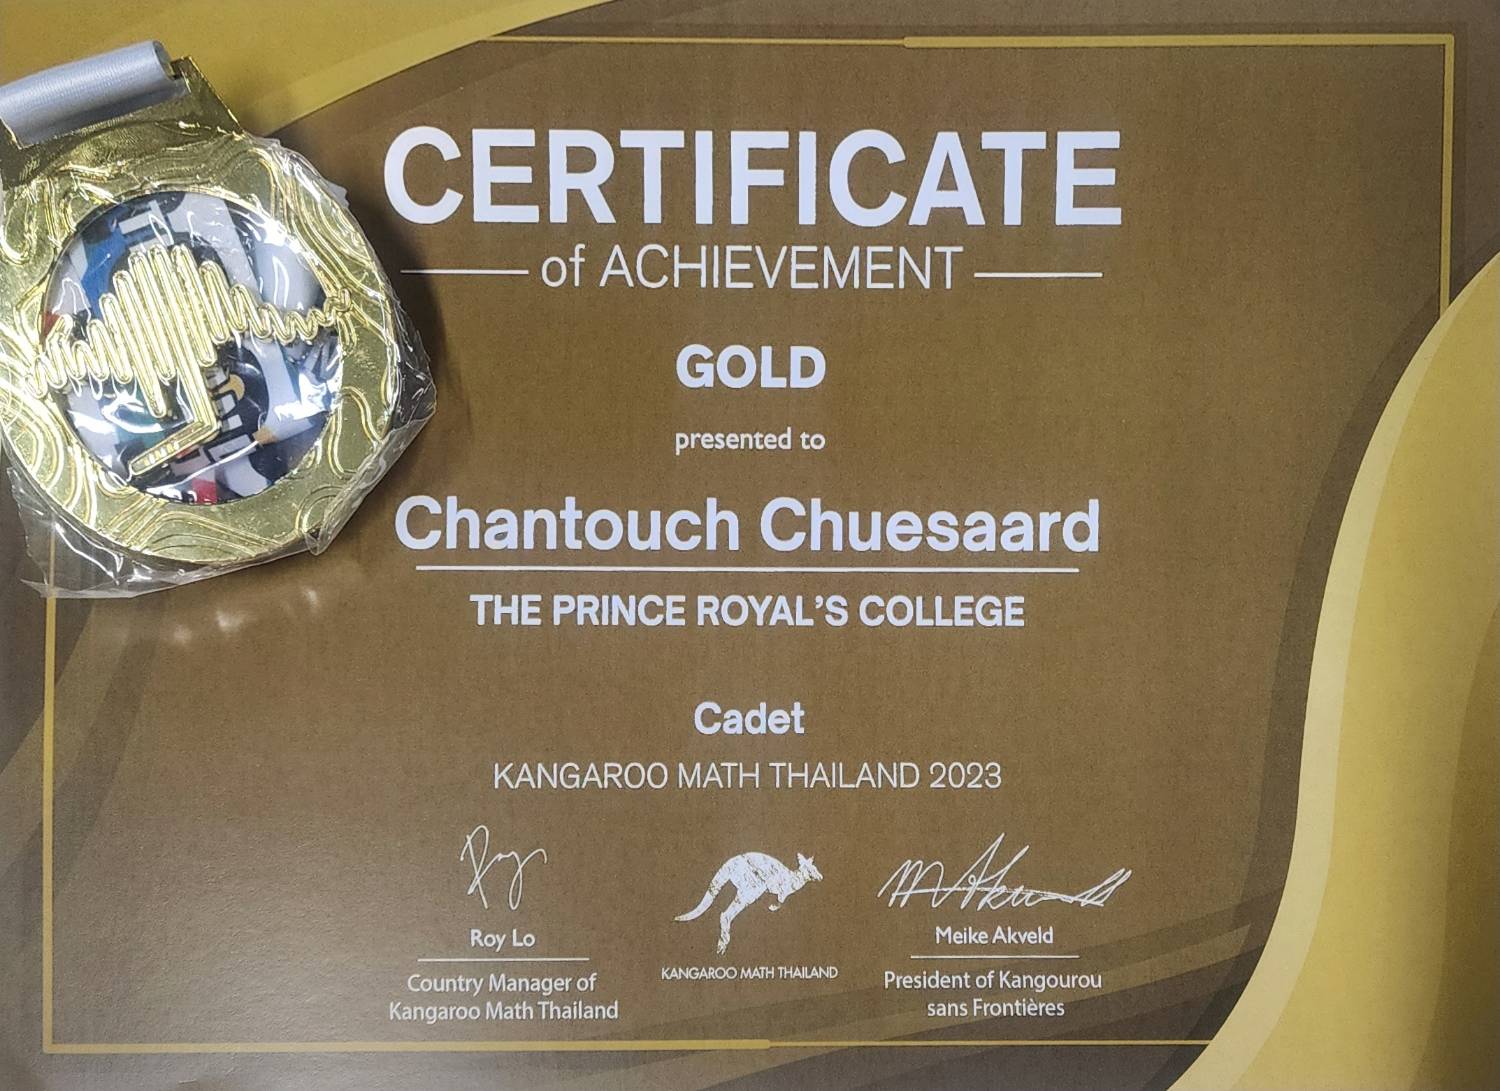 CERTIFICATE
of ACHIEVEMENT
GOLD
presented to
Chantouch Chuesaard
THE PRINCE ROYAL'S COLLEGE
Cadet
KANGAROO MATH THAILAND 2023
Roy Lo
Country Manager of
Kangaroo Math Thailand
KANGAROO MATH THAILAND
Meike Akveld
President of Kangourou
sans Frontières